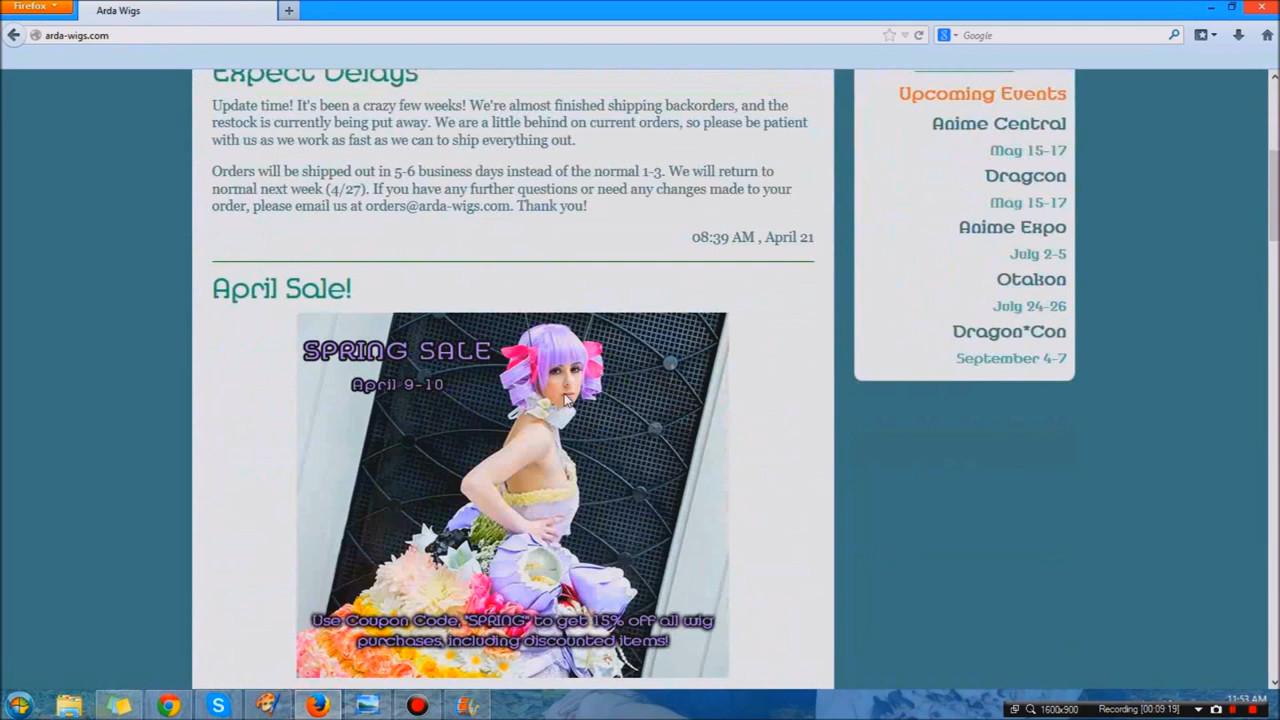 Firefox
Arda Wigs
arda-wigs.com
Google
Expect Delays
Update time! It's been a crazy few weeks! We're almost finished shipping backorders, and the
restock is currently being put away. We are a little behind on current orders, so please be patient
with us as we work as fast as we can to ship everything out.
Orders will be shipped out in 5-6 business days instead of the normal 1-3. We will return to
normal next week (4/27). If you have any further questions or need any changes made to your
order, please email us at orders@arda-wigs.com. Thank you!
08:39 AM , April 21
April Sale!
SPRING SALE
April 9-10
Use Coupon Code, "SPRING" to get 15% off all wig
purchases, including discounted items!
Upcoming Events
Anime Central
May 15-17
Dragcon
May 15-17
Anime Expo
July 2-5
Otakon
July 24-26
Dragon*Con
September 4-7
11:53 AM
1600x900
Recording [00:09:19]